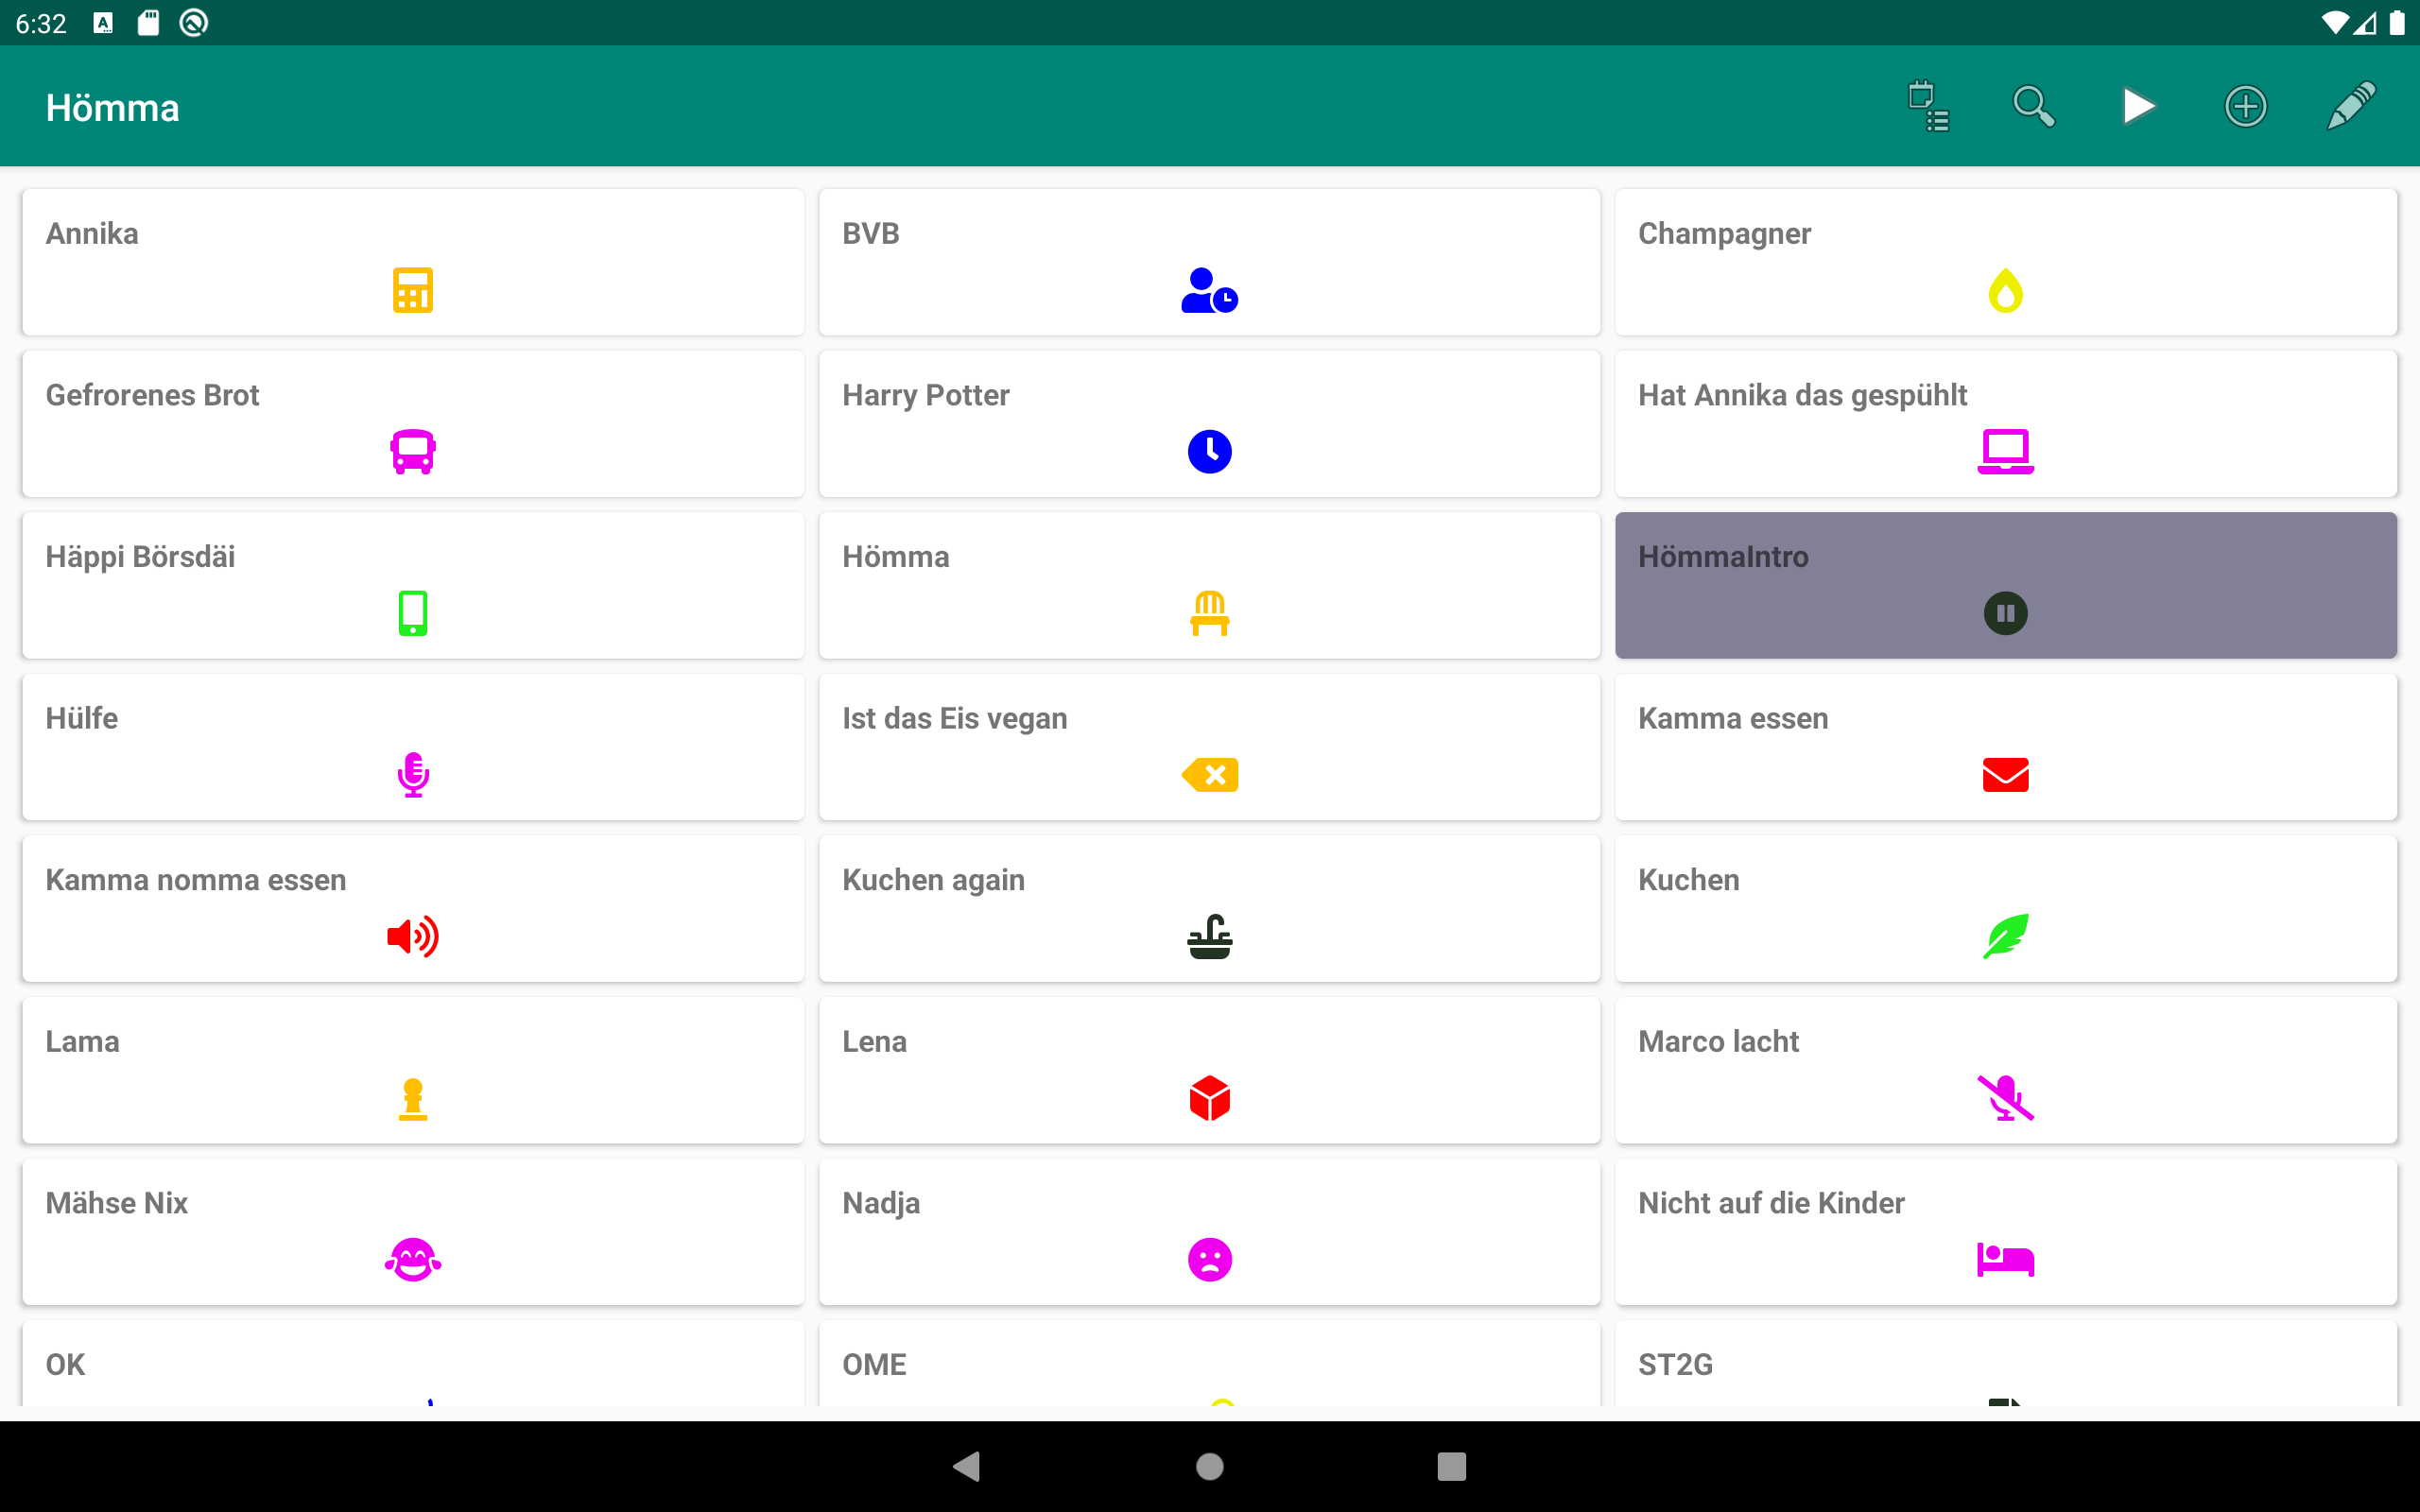 6:32
Hömma
Annika
BVB
Champagner
Gefrorenes Brot
Harry Potter
Hat Annika das gespühlt
Häppi Börsdäi
Hömma
HömmaIntro
Hülfe
Ist das Eis vegan
Kamma essen
Kamma nomma essen
Kuchen again
Kuchen
Lama
Lena
Marco lacht
Mähse Nix
Nadja
Nicht auf die Kinder
OK
OME
ST2G